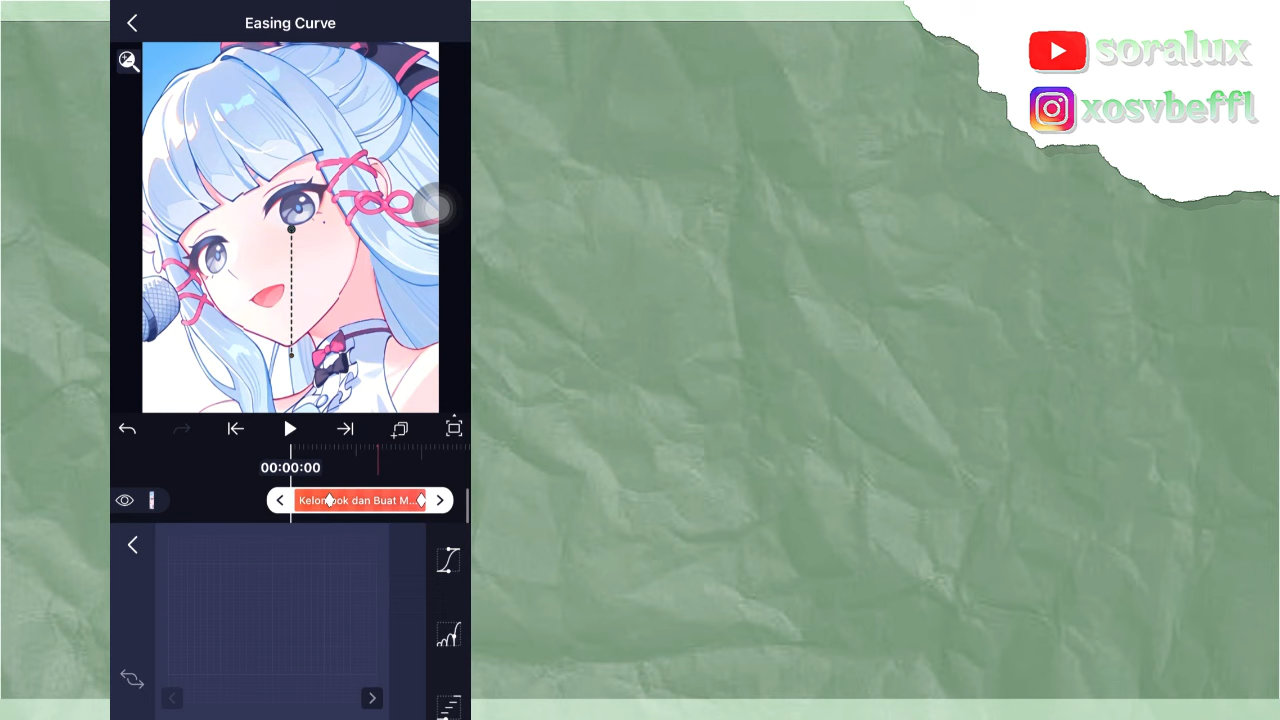 Easing Curve
soralux
xosvbeffl
00:00:00
Kelompok dan Buat M...